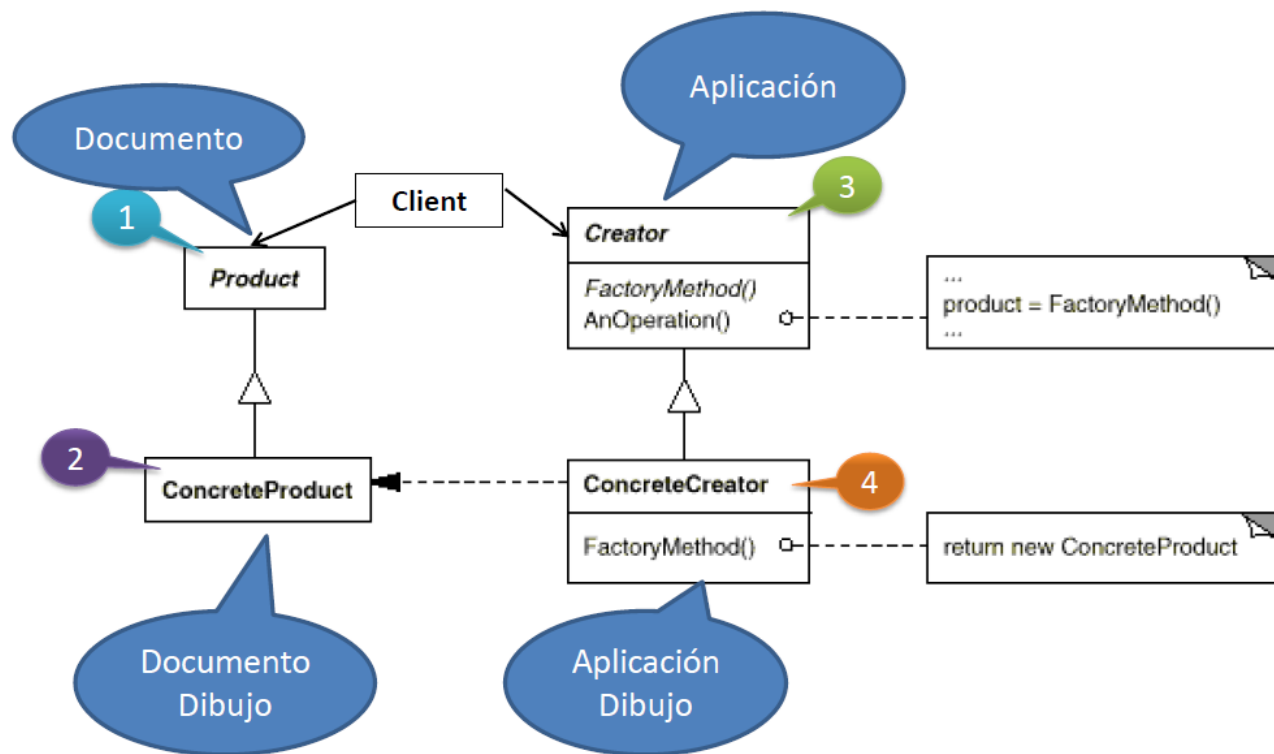 Aplicación
Documento
1
Client
3
Product
Creator
FactoryMethod()
AnOperation()
...
product = FactoryMethod()
...
2
ConcreteProduct
ConcreteCreator
4
FactoryMethod()
return new ConcreteProduct
Documento
Dibujo
Aplicación
Dibujo